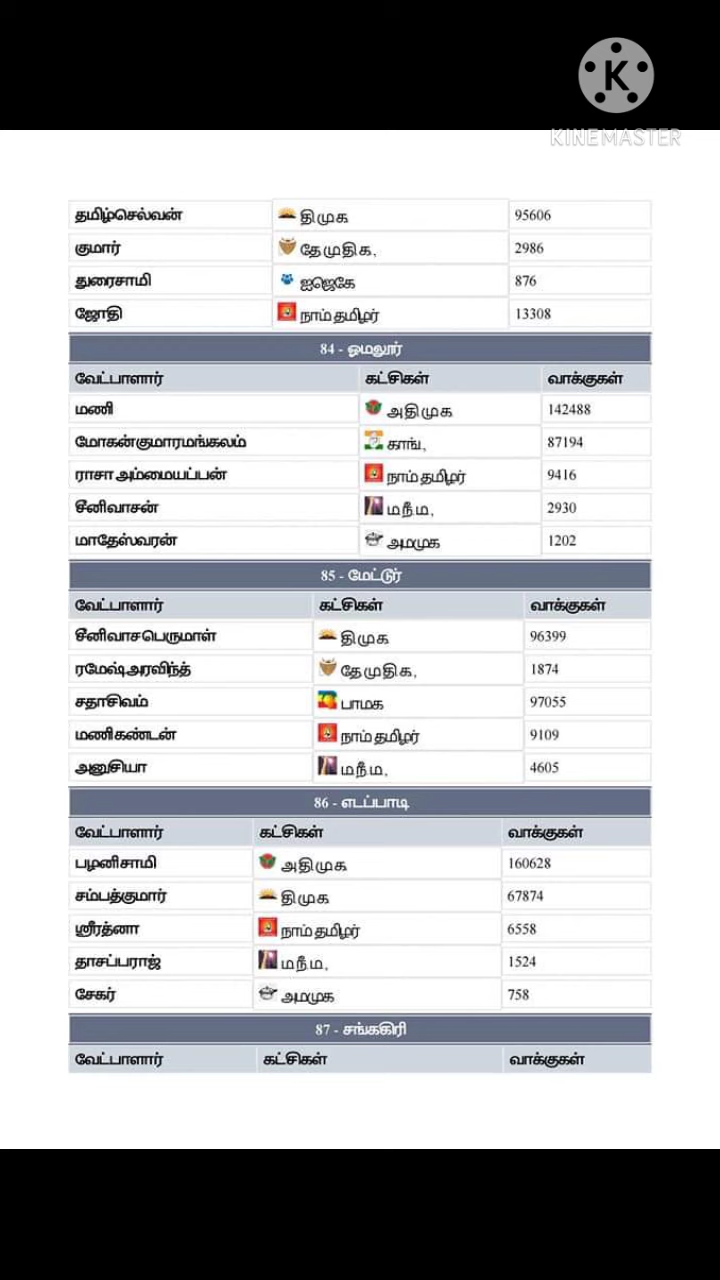 K
KINEMASTER
தமிழ்செல்வன் திமுக 95606
குமார் தேமுதிக, 2986
துரைசாமி ஐஜெகே 876
ஜோதி நாம் தமிழர் 13308
84 - ஓமலூர்
வேட்பாளார் கட்சிகள் வாக்குகள்
மணி அதிமுக 142488
மோகன்குமாரமங்கலம் காங், 87194
ராசா அம்மையப்பன் நாம் தமிழர் 9416
சீனிவாசன் மநீம, 2930
மாதேஸ்வரன் அமமுக 1202
85 - மேட்டூர்
வேட்பாளார் கட்சிகள் வாக்குகள்
சீனிவாசபெருமாள் திமுக 96399
ரமேஷ்அரவிந்த் தேமுதிக, 1874
சதாசிவம் பாமக 97055
மணிகண்டன் நாம் தமிழர் 9109
அனுசியா மநீம, 4605
86 - எடப்பாடி
வேட்பாளார் கட்சிகள் வாக்குகள்
பழனிசாமி அதிமுக 160628
சம்பத்குமார் திமுக 67874
ஸ்ரீரத்னா நாம் தமிழர் 6558
தாசப்பராஜ் மநீம, 1524
சேகர் அமமுக 758
87 - சங்ககிரி
வேட்பாளார் கட்சிகள் வாக்குகள்